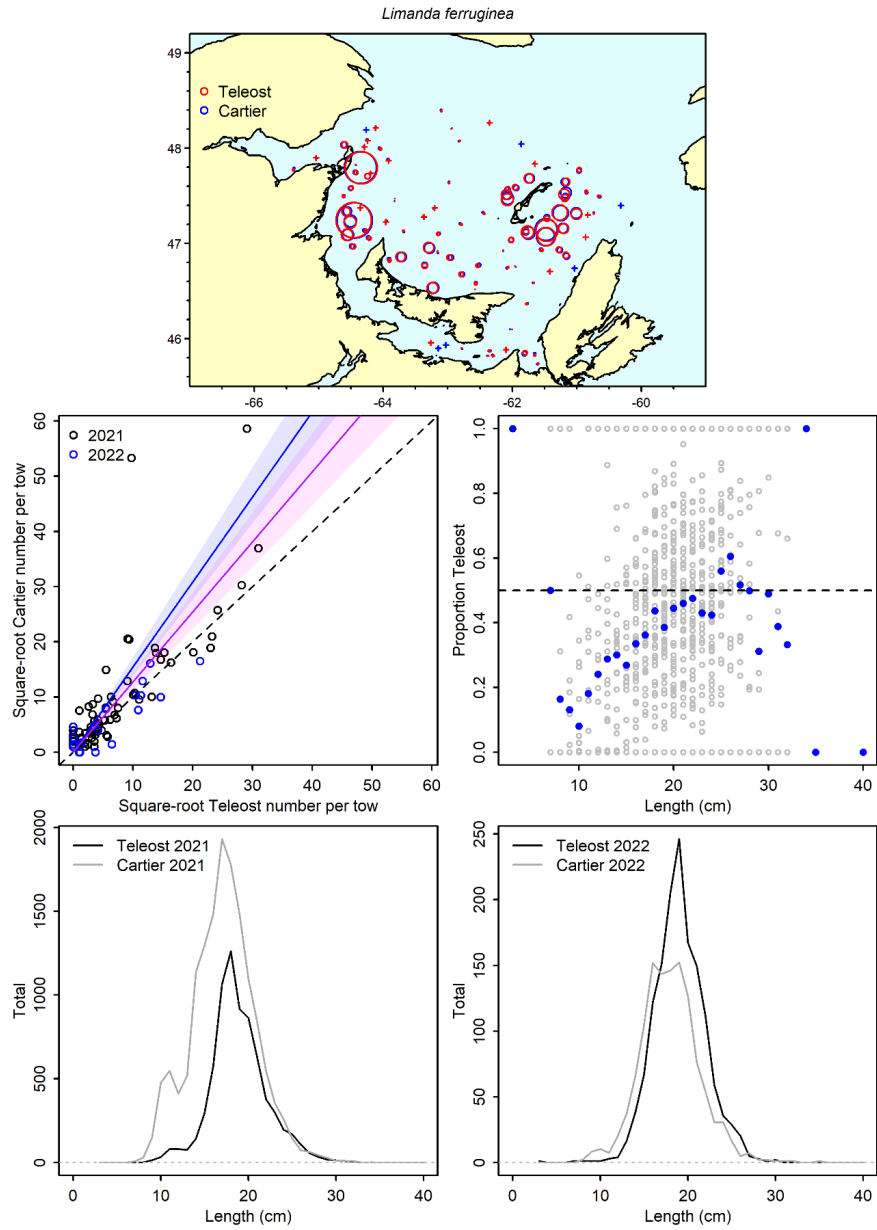 Limanda ferruginea
49
48
47
46
Teleost
Cartier
-66 -64 -62 -60
Square-root Cartier number per tow
60
50
40
30
20
10
0
2021
2022
0 10 20 30 40 50 60
Square-root Teleost number per tow
Proportion Teleost
1.0
0.8
0.6
0.4
0.2
0.0
10 20 30 40
Length (cm)
Total
2000
1500
1000
500
0
Teleost 2021
Cartier 2021
0 10 20 30 40
Length (cm)
Total
250
200
150
100
50
0
Teleost 2022
Cartier 2022
0 10 20 30 40
Length (cm)